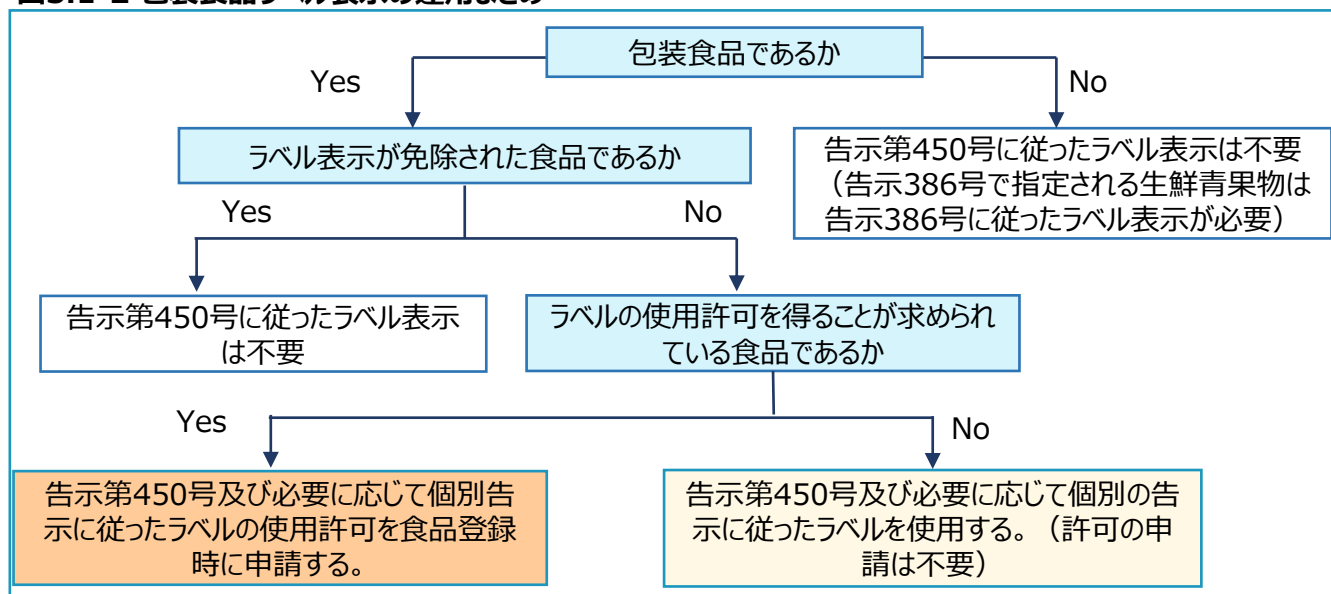 包装食品であるか
Yes
No
ラベル表示が免除された食品であるか
告示第450号に従ったラベル表示は不要
（告示386号で指定される生鮮青果物は
告示386号に従ったラベル表示が必要）
Yes
No
告示第450号に従ったラベル表示
は不要
ラベルの使用許可を得ることが求められ
ている食品であるか
Yes
No
告示第450号及び必要に応じて個別告
示に従ったラベルの使用許可を食品登録
時に申請する。
告示第450号及び必要に応じて個別の告
示に従ったラベルを使用する。（許可の申
請は不要）